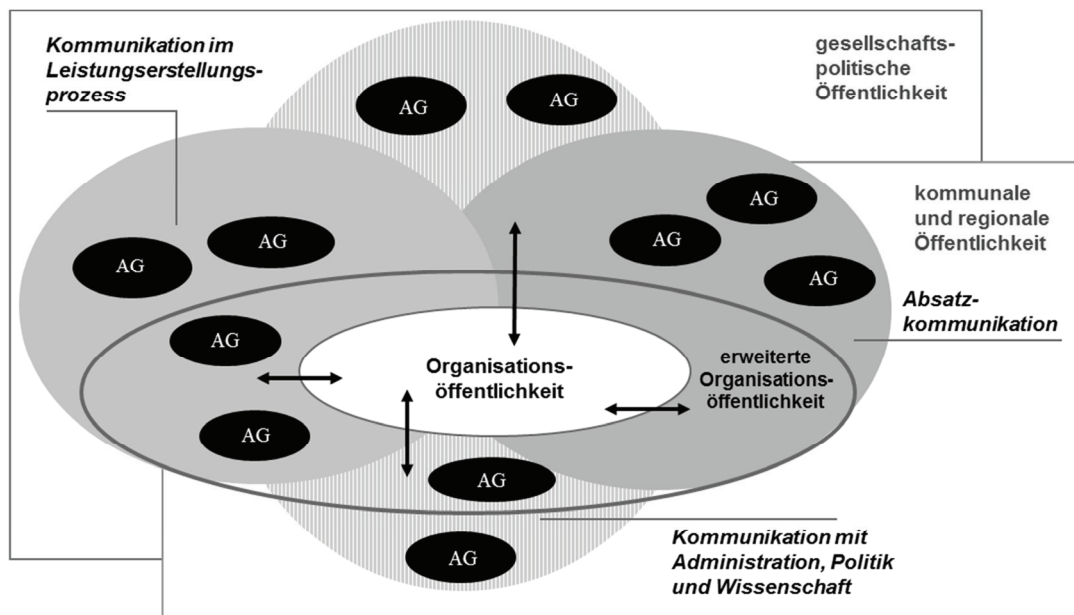 Kommunikation im
Leistungserstellungs-
prozess
gesellschafts-
politische
Öffentlichkeit
AG
AG
kommunale
und regionale
Öffentlichkeit
AG
AG
AG
AG
AG
Absatz-
kommunikation
AG
Organisations-
öffentlichkeit
erweiterte
Organisations-
öffentlichkeit
AG
AG
AG
Kommunikation mit
Administration, Politik
und Wissenschaft